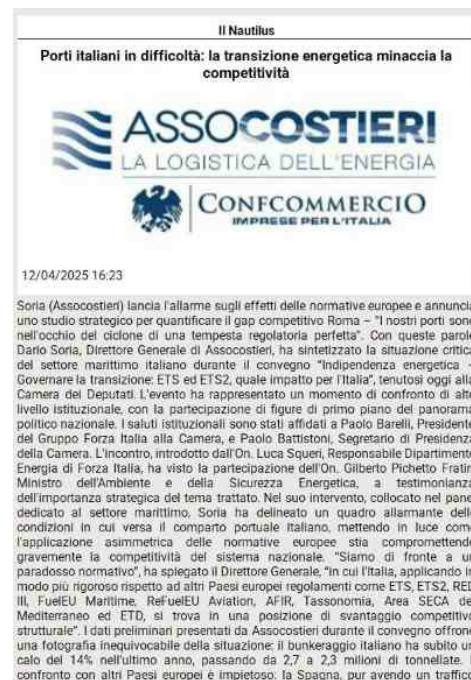 Il Nautilus
Porti italiani in difficoltà: la transizione energetica minaccia la
competitività
ASSOCOSTIERI
LA LOGISTICA DELL'ENERGIA
CONFCOMMERCIO
IMPRESE PER L'ITALIA
12/04/2025 16:23
Soria (Assocostieri) lancia l'allarme sugli effetti delle normative europee e annuncia
uno studio strategico per quantificare il gap competitivo Roma – "I nostri porti sono
nell'occhio del ciclone di una tempesta regolatoria perfetta". Con queste parole
Dario Soria, Direttore Generale di Assocostieri, ha sintetizzato la situazione critica
del settore marittimo italiano durante il convegno "Indipendenza energetica –
Governare la transizione: ETS ed ETS2, quale impatto per l'Italia", tenutosi oggi alla
Camera dei Deputati. L'evento ha rappresentato un momento di confronto di alto
livello istituzionale, con la partecipazione di figure di primo piano del panorama
politico nazionale. I saluti istituzionali sono stati affidati a Paolo Barelli, Presidente
del Gruppo Forza Italia alla Camera, e Paolo Battistoni, Segretario di Presidenza
della Camera. L'incontro, introdotto dall'On. Luca Squeri, Responsabile Dipartimento
Energia di Forza Italia, ha visto la partecipazione dell'On. Gilberto Pichetto Fratin
Ministro dell'Ambiente e della Sicurezza Energetica, a testimonianza
dell'importanza strategica del tema trattato. Nel suo intervento, collocato nel pane
dedicato al settore marittimo, Soria ha delineato un quadro allarmante delle
condizioni in cui versa il comparto portuale italiano, mettendo in luce come
l'applicazione asimmetrica delle normative europee stia compromettendo
gravemente la competitività del sistema nazionale. "Siamo di fronte a un
paradosso normativo", ha spiegato il Direttore Generale, "in cui l'Italia, applicando in
modo più rigoroso rispetto ad altri Paesi europei regolamenti come ETS, ETS2, RED
III, FuelEU Maritime, ReFuelEU Aviation, AFIR, Tassonomia, Area SECA del
Mediterraneo ed ETD, si trova in una posizione di svantaggio competitivo
strutturale". I dati preliminari presentati da Assocostieri durante il convegno offrono
una fotografia inequivocabile della situazione: il bunkeraggio italiano ha subito un
calo del 14% nell'ultimo anno, passando da 2,7 a 2,3 milioni di tonnellate. I
confronto con altri Paesi europei è impietoso: la Spagna, pur avendo un traffico